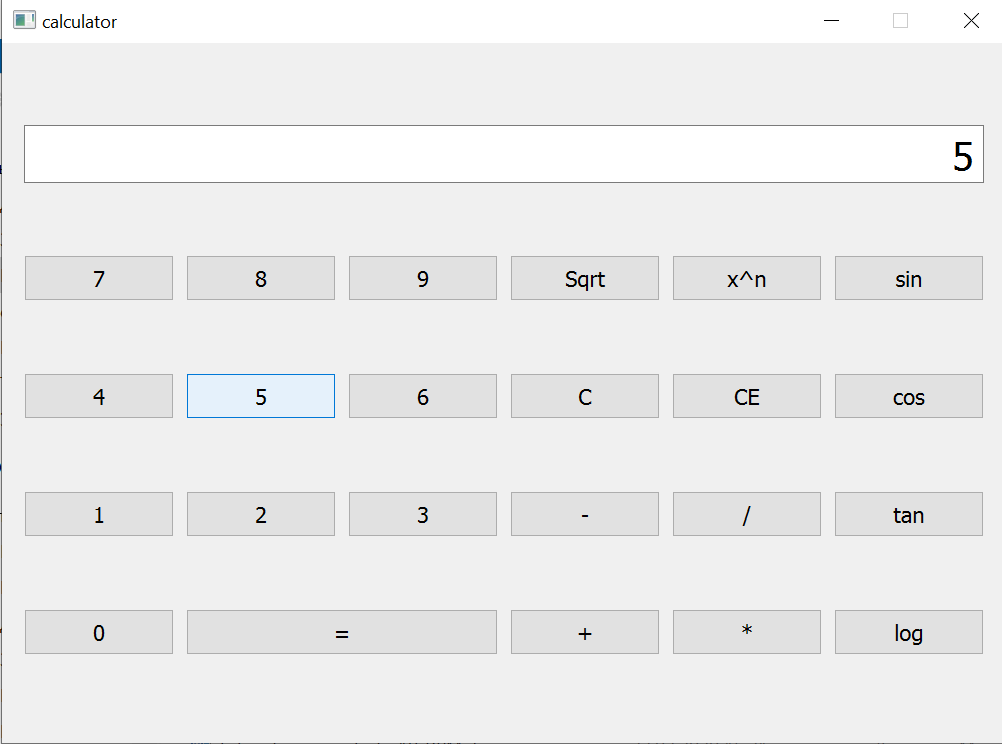 calculator
5
7 8 9 Sqrt x^n sin
4 5 6 C CE cos
1 2 3 - / tan
0 = + * log